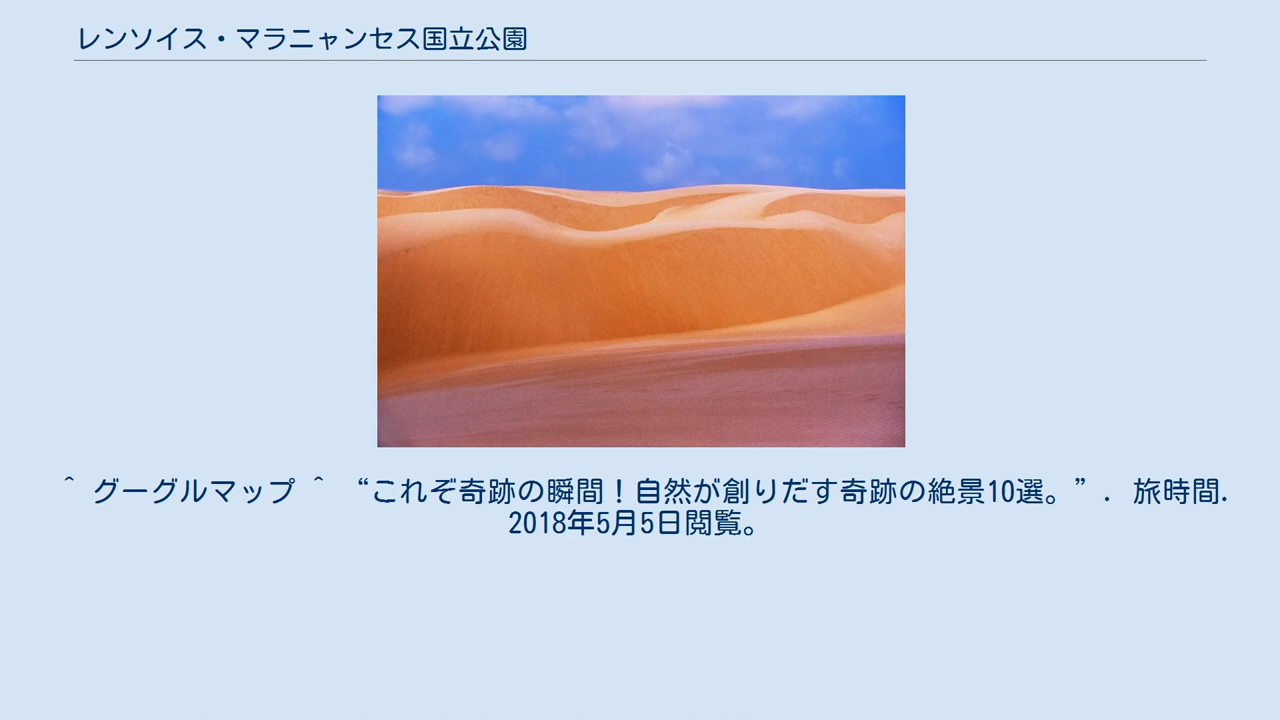 レンソイス・マラニャンセス国立公園
^ グーグルマップ ^ “これぞ奇跡の瞬間！自然が創りだす奇跡の絶景10選。”. 旅時間.
2018年5月5日閲覧。